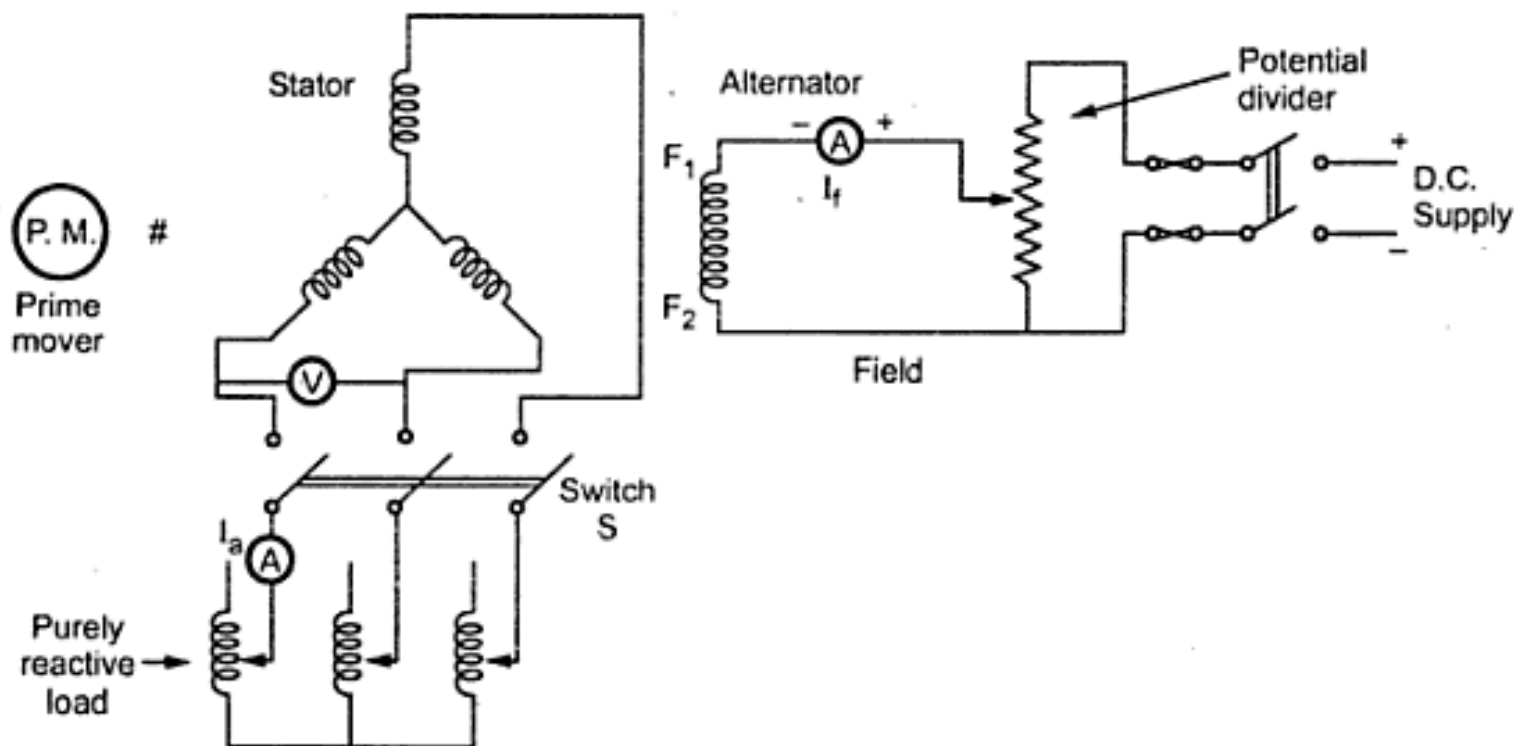 Stator
Alternator
Potential
divider
F1
− A +
If
+
D.C.
Supply
−
P. M. #
Prime
mover
F2
Field
V
Switch
S
Ia
A
Purely
reactive
load